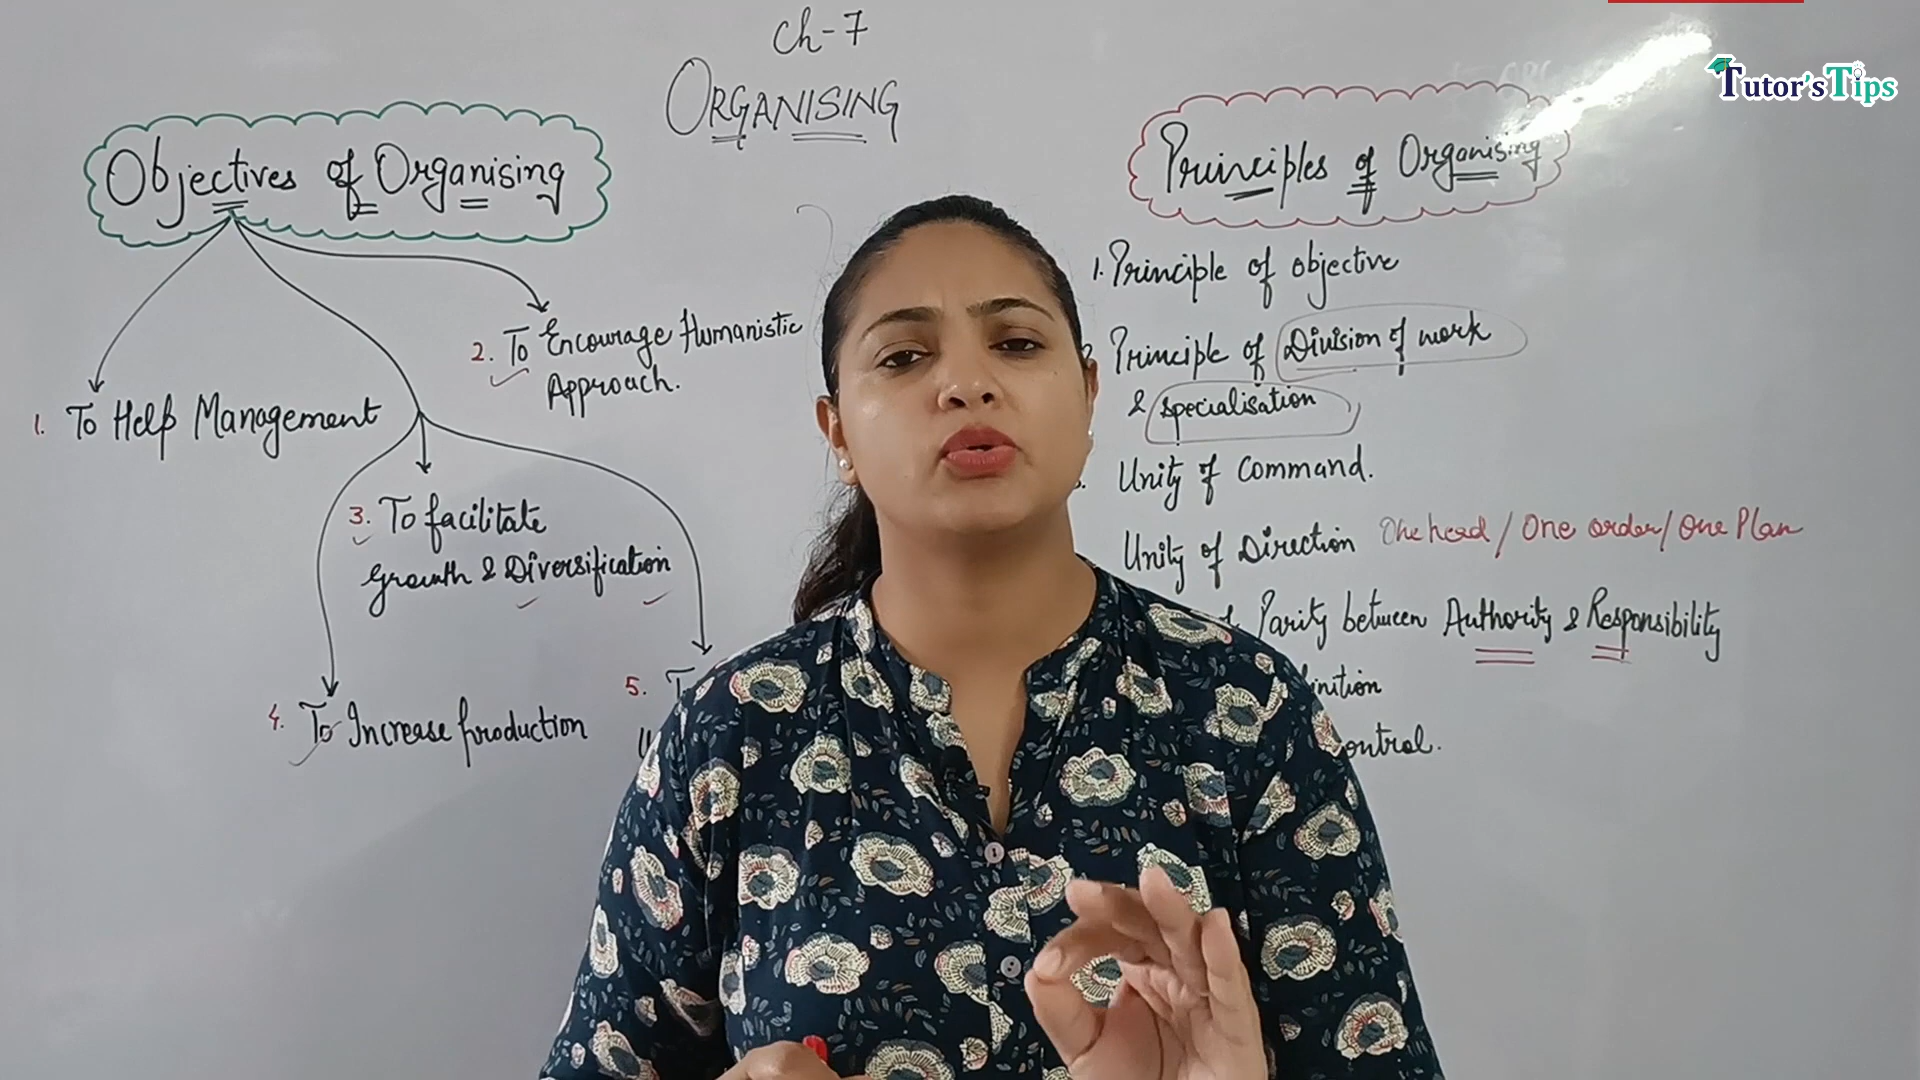 Ch-7
ORGANISING
Tutor'sTips
Objectives of Organising
1. To Help Management
2. To Encourage Humanistic
Approach.
3. To facilitate
Growth & Diversification
4. To Increase production
5.
Principles of Organising
1. Principle of objective
Principle of Division of work
& specialisation
Unity of Command.
Unity of Direction One head / One order / One Plan
Parity between Authority & Responsibility